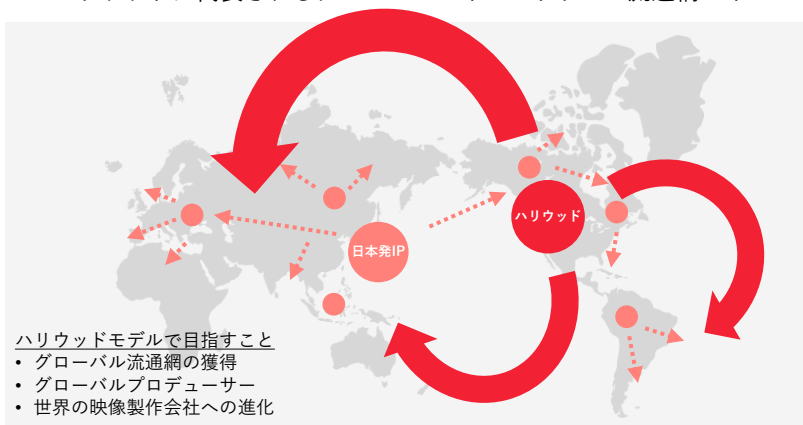 ハリウッド
日本発IP
ハリウッドモデルで目指すこと
• グローバル流通網の獲得
• グローバルプロデューサー
• 世界の映像製作会社への進化